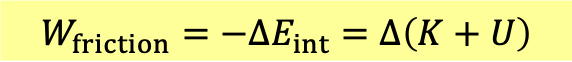 W_friction = −ΔE_int = Δ(K + U)